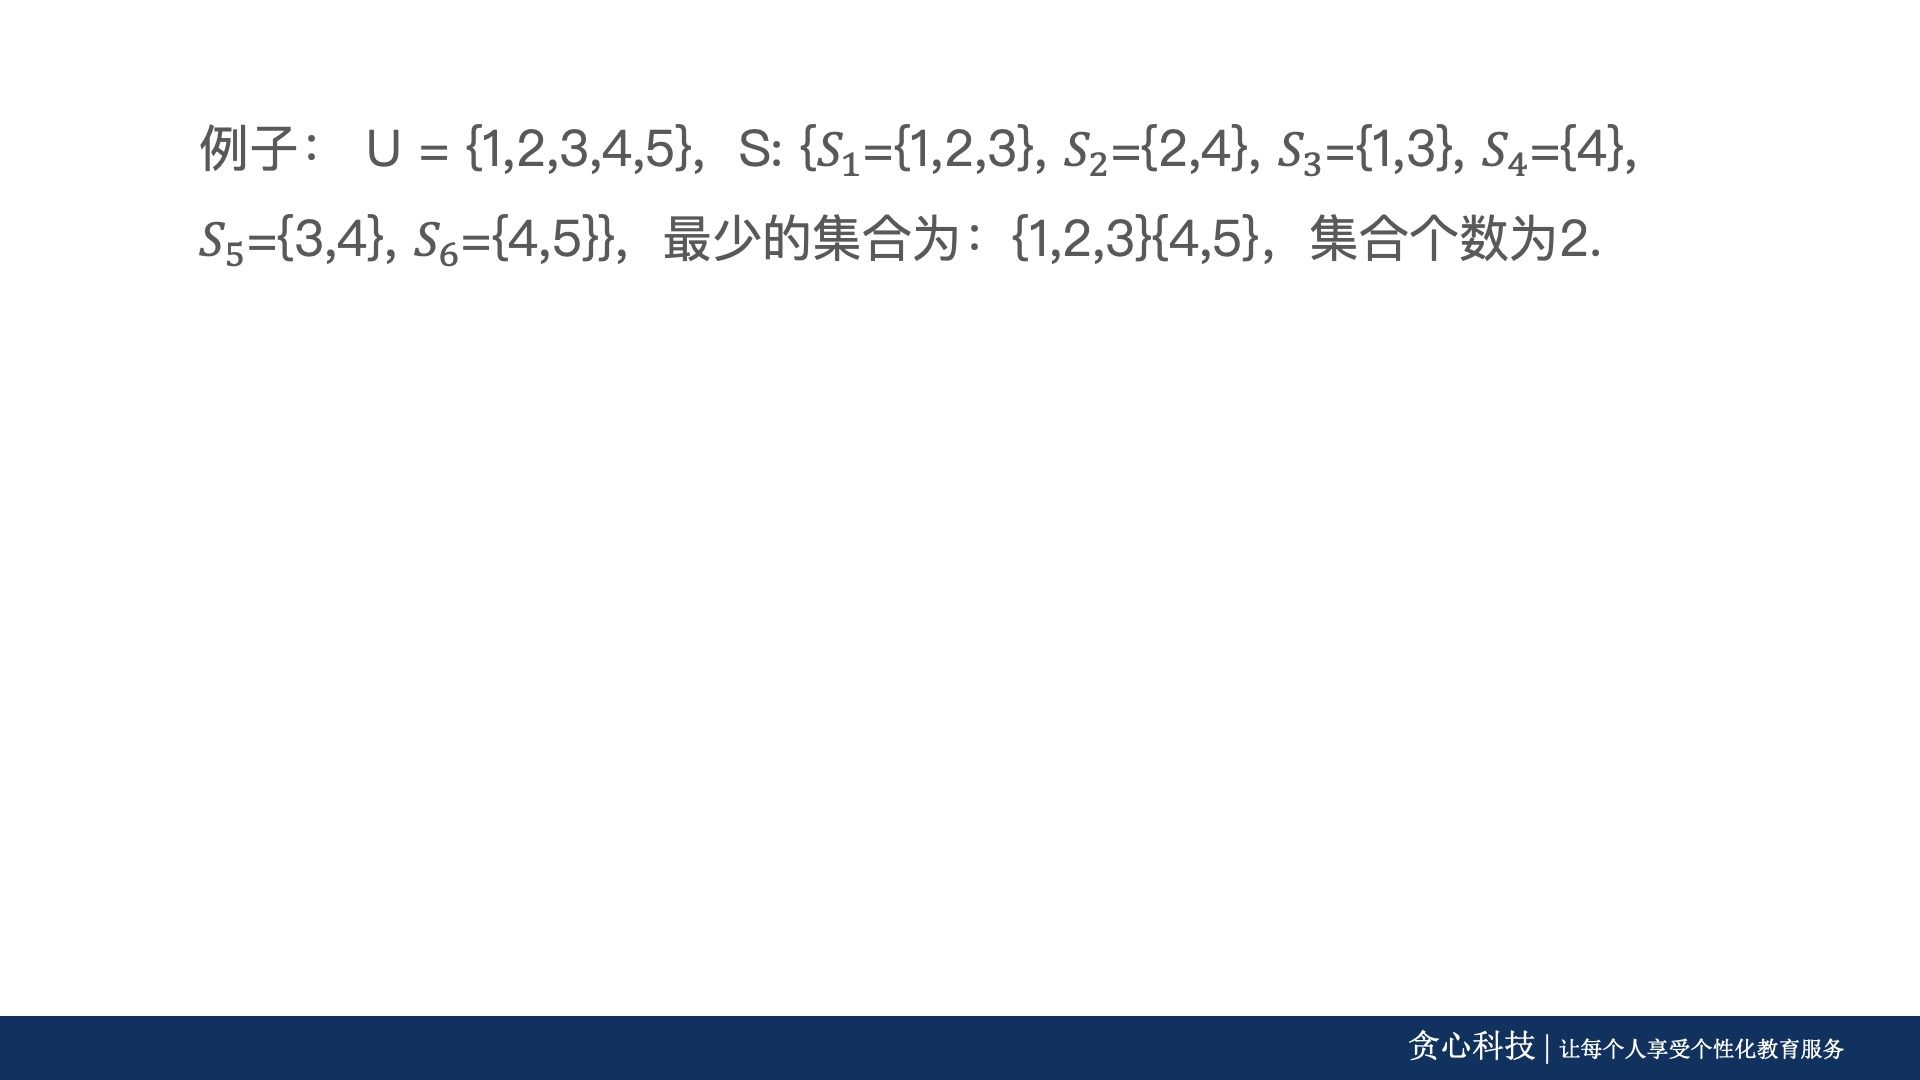 例子： U = {1,2,3,4,5}，S: {𝑆₁={1,2,3}, 𝑆₂={2,4}, 𝑆₃={1,3}, 𝑆₄={4},
𝑆₅={3,4}, 𝑆₆={4,5}}，最少的集合为：{1,2,3}{4,5}，集合个数为2.
贪心科技 | 让每个人享受个性化教育服务